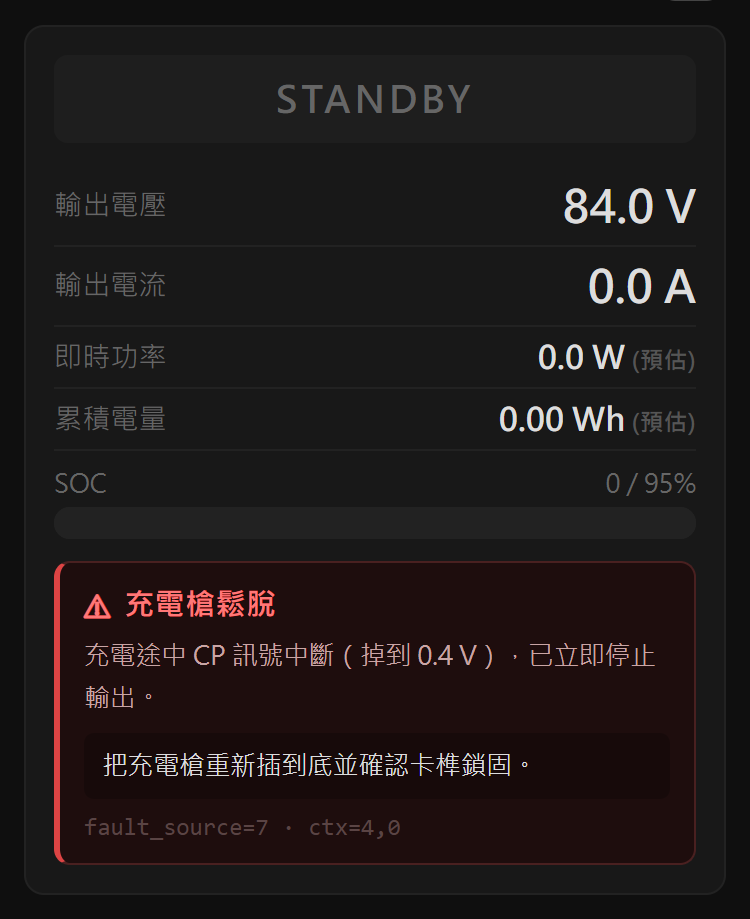 STANDBY
輸出電壓 84.0 V
輸出電流 0.0 A
即時功率 0.0 W (預估)
累積電量 0.00 Wh (預估)
SOC 0 / 95%
充電槍鬆脫
充電途中 CP 訊號中斷（掉到 0.4 V），已立即停止
輸出。
把充電槍重新插到底並確認卡榫鎖固。
fault_source=7 · ctx=4,0